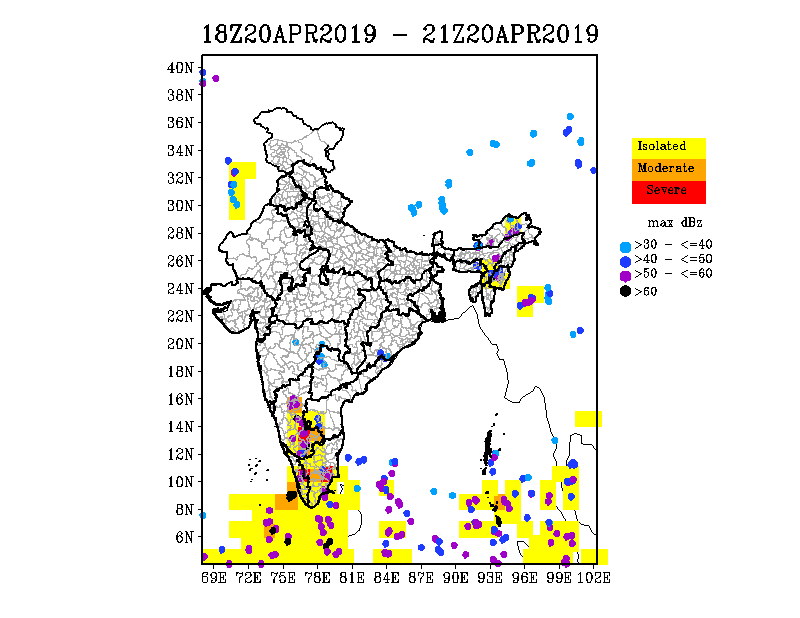 18Z20APR2019 - 21Z20APR2019
40N
38N
36N
34N
32N
30N
28N
26N
24N
22N
20N
18N
16N
14N
12N
10N
8N
6N
69E 72E 75E 78E 81E 84E 87E 90E 93E 96E 99E 102E
Isolated
Moderate
Severe
max dBz
>30 - <=40
>40 - <=50
>50 - <=60
>60